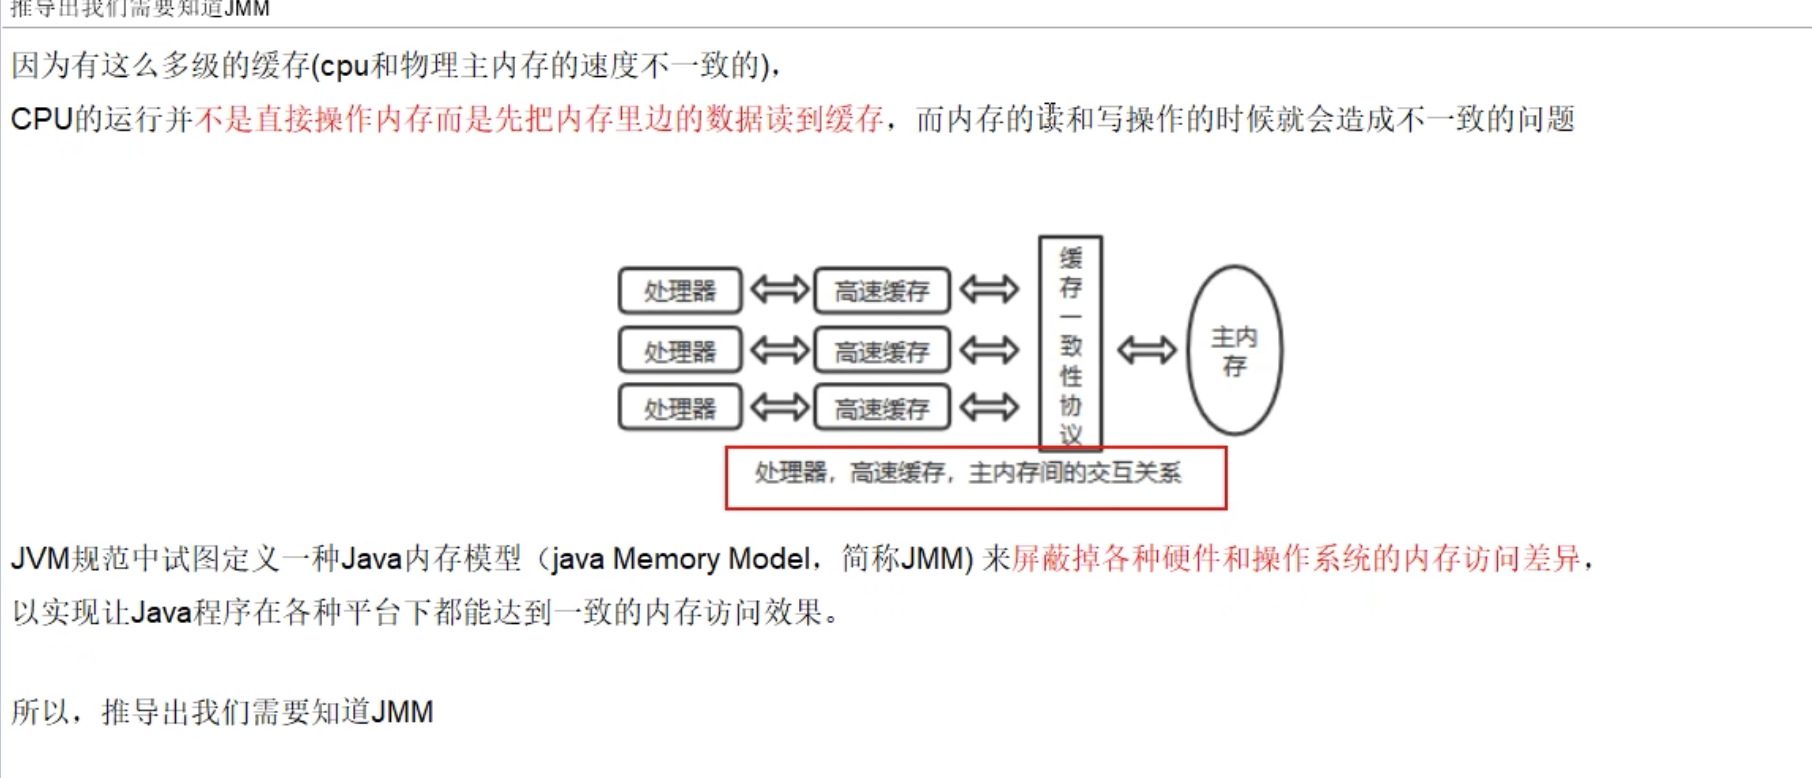 推导出我们需要知道JMM
因为有这么多级的缓存(cpu和物理主内存的速度不一致的),
CPU的运行并不是直接操作内存而是先把内存里边的数据读到缓存，而内存的读和写操作的时候就会造成不一致的问题
处理器 高速缓存
处理器 高速缓存
处理器 高速缓存
缓存一致性协议
主内存
处理器，高速缓存，主内存间的交互关系
JVM规范中试图定义一种Java内存模型（java Memory Model，简称JMM) 来屏蔽掉各种硬件和操作系统的内存访问差异，
以实现让Java程序在各种平台下都能达到一致的内存访问效果。
所以，推导出我们需要知道JMM